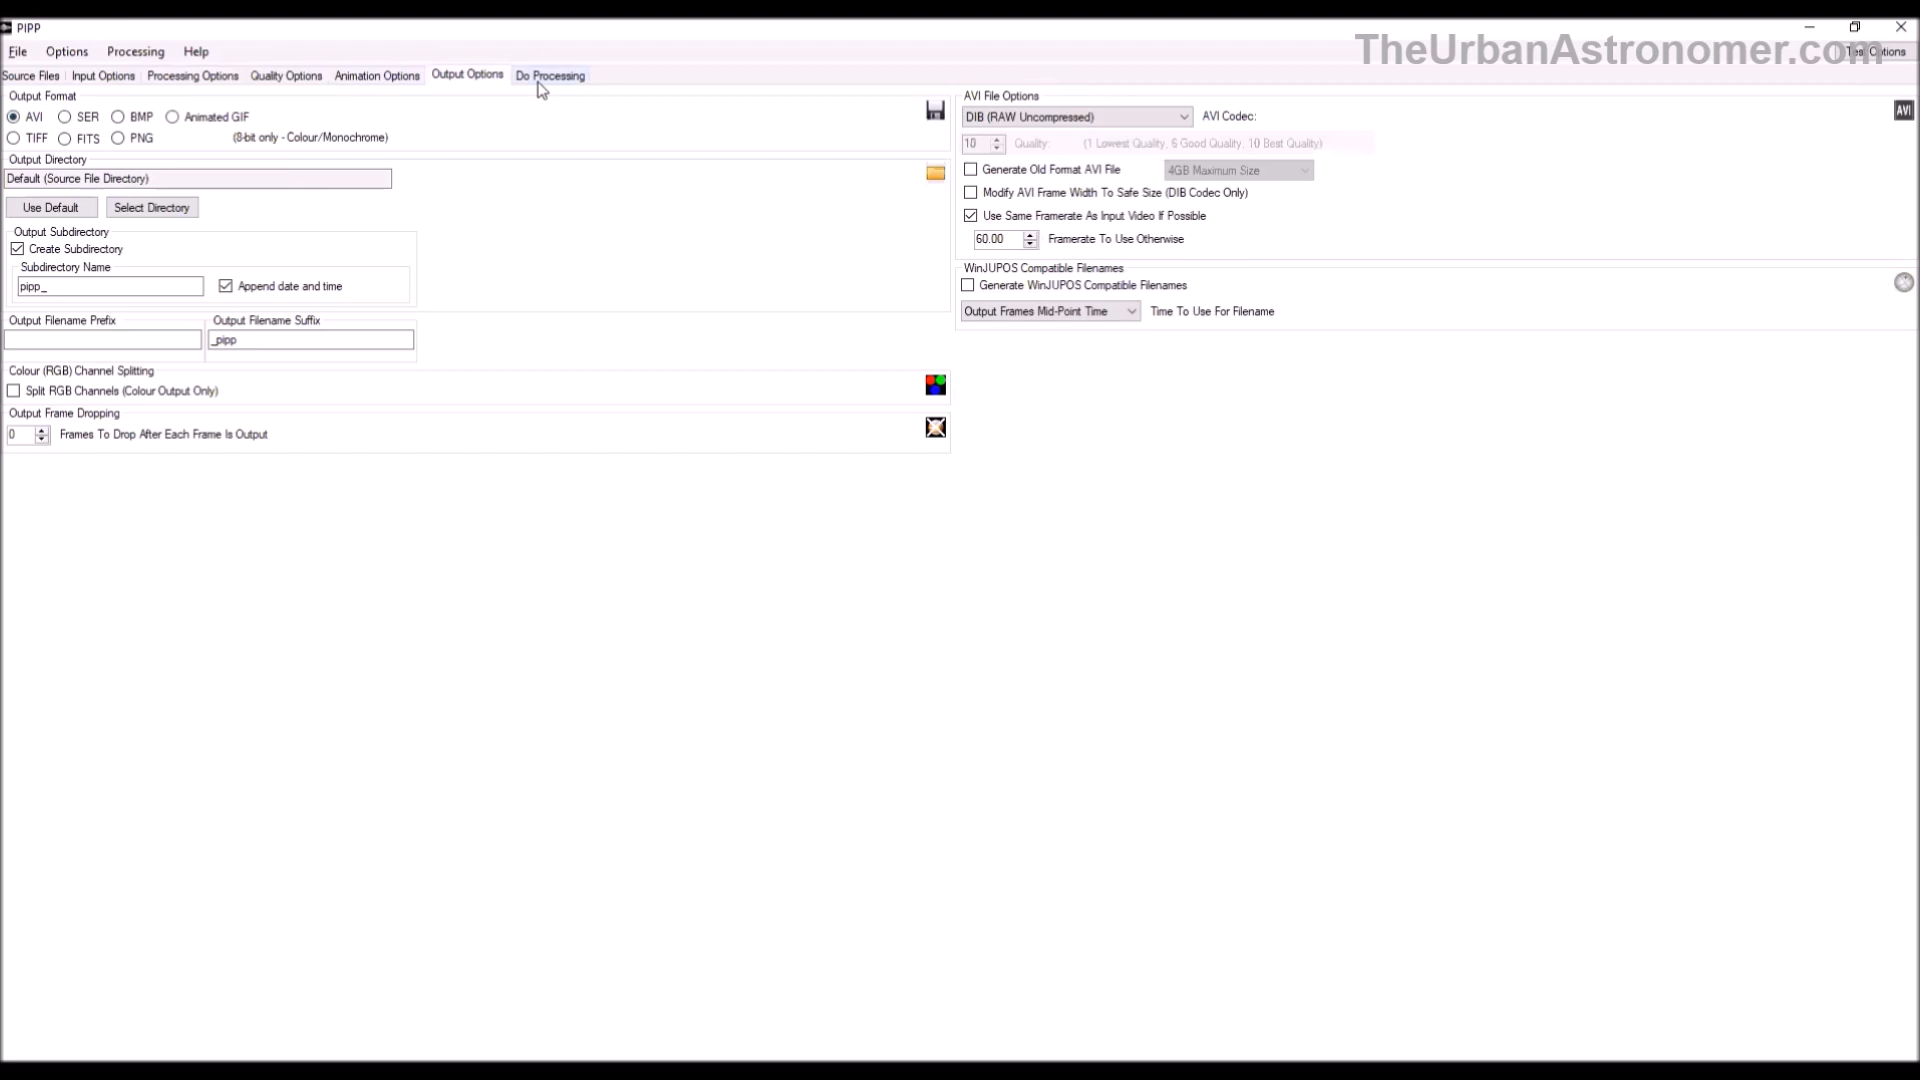 PIPP
TheUrbanAstronomer.com
File Options Processing Help
Test Options
Source Files Input Options Processing Options Quality Options Animation Options Output Options Do Processing
Output Format
AVI SER BMP Animated GIF
TIFF FITS PNG (8-bit only - Colour/Monochrome)
Output Directory
Default (Source File Directory)
Use Default Select Directory
Output Subdirectory
Create Subdirectory
Subdirectory Name
pipp_ Append date and time
Output Filename Prefix Output Filename Suffix
_pipp
Colour (RGB) Channel Splitting
Split RGB Channels (Colour Output Only)
Output Frame Dropping
0 Frames To Drop After Each Frame Is Output
AVI File Options
AVI
DIB (RAW Uncompressed) AVI Codec:
10 Quality: (1 Lowest Quality, 6 Good Quality, 10 Best Quality)
Generate Old Format AVI File 4GB Maximum Size
Modify AVI Frame Width To Safe Size (DIB Codec Only)
Use Same Framerate As Input Video If Possible
60.00 Framerate To Use Otherwise
WinJUPOS Compatible Filenames
Generate WinJUPOS Compatible Filenames
Output Frames Mid-Point Time Time To Use For Filename